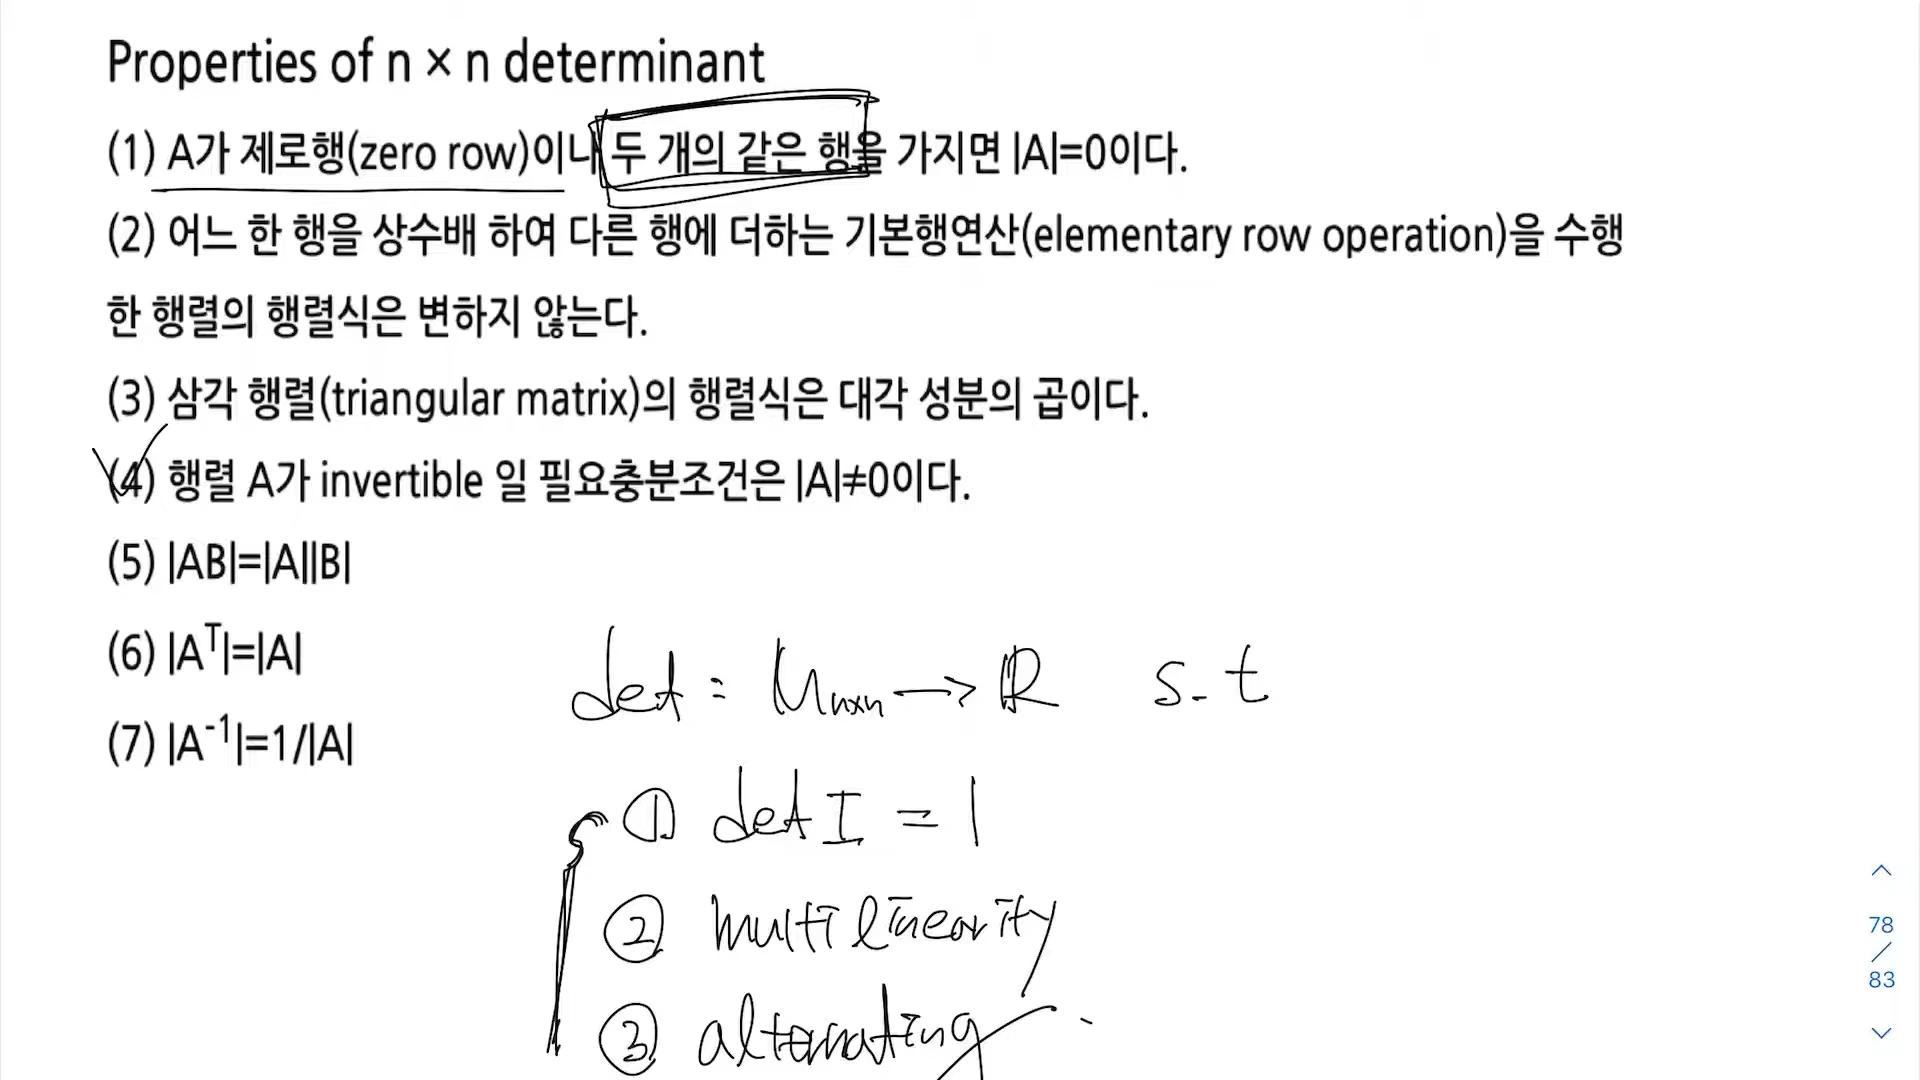 Properties of n × n determinant
(1) A가 제로행(zero row)이나 두 개의 같은 행을 가지면 |A|=0이다.
(2) 어느 한 행을 상수배 하여 다른 행에 더하는 기본행연산(elementary row operation)을 수행
한 행렬의 행렬식은 변하지 않는다.
(3) 삼각 행렬(triangular matrix)의 행렬식은 대각 성분의 곱이다.
(4) 행렬 A가 invertible 일 필요충분조건은 |A|≠0이다.
(5) |AB|=|A||B|
(6) |Aᵀ|=|A|
(7) |A⁻¹|=1/|A|
det : Mₙₓₙ → ℝ s.t
① det I = 1
② multilinearity
③ alternating
78
/
83